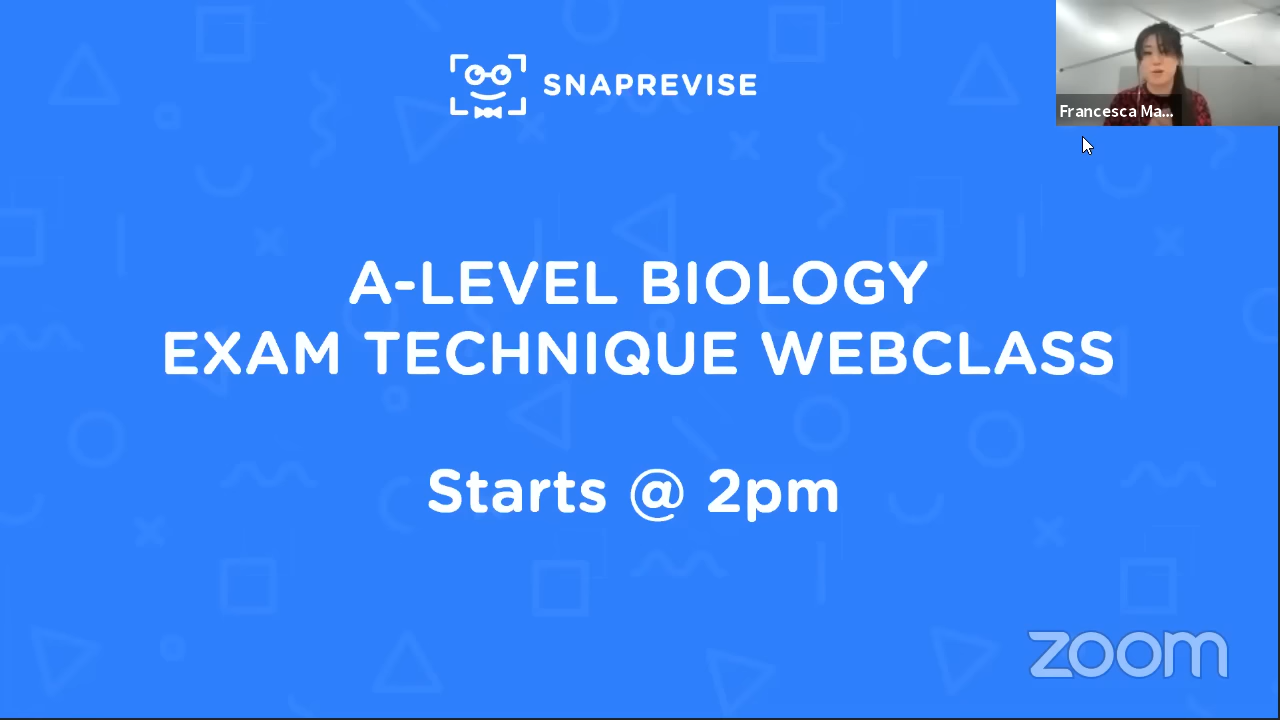 SNAPREVISE
Francesca Ma...
A-LEVEL BIOLOGY
EXAM TECHNIQUE WEBCLASS
Starts @ 2pm
zoom